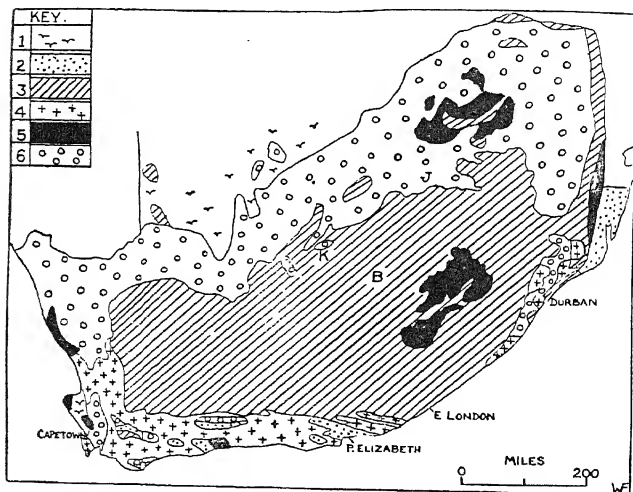 KEY.
1
2
3
4
5
6
J
K
B
DURBAN
E LONDON
P. ELIZABETH
CAPETOWN
MILES
0 200
WF